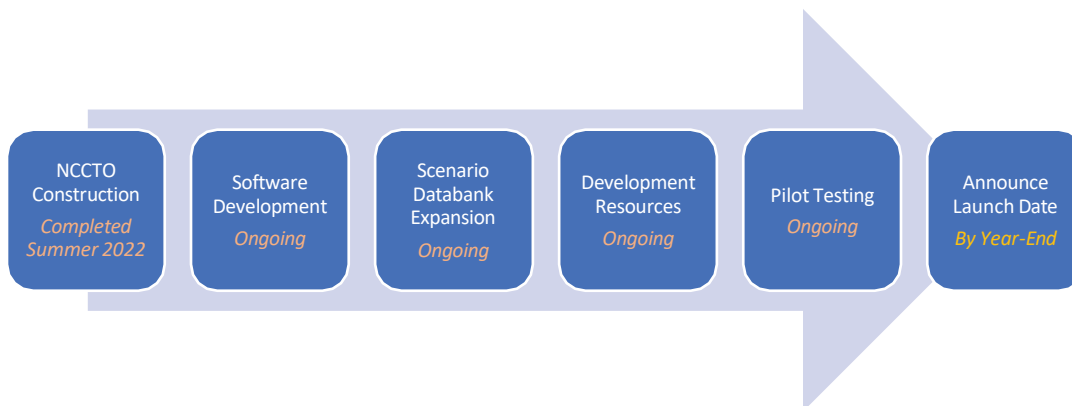 NCCTO
Construction
Completed
Summer 2022
Software
Development
Ongoing
Scenario
Databank
Expansion
Ongoing
Development
Resources
Ongoing
Pilot Testing
Ongoing
Announce
Launch Date
By Year-End